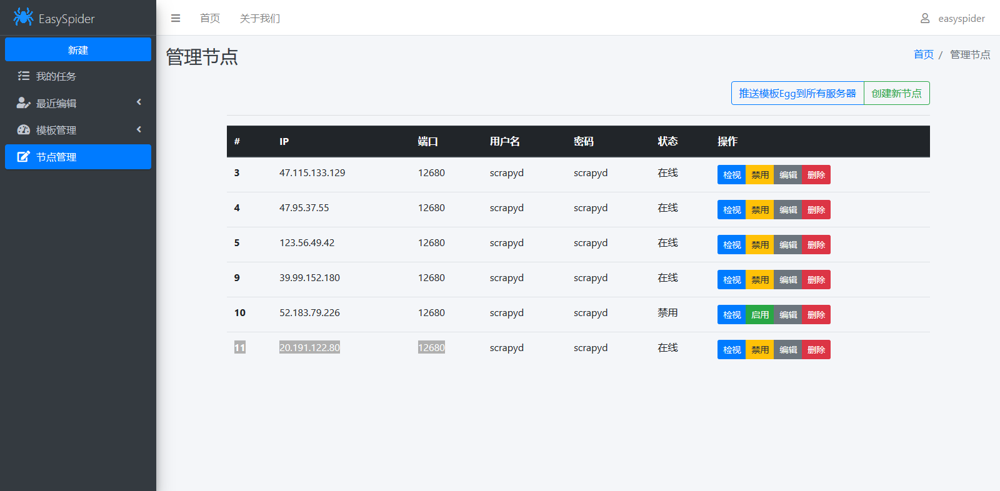 EasySpider
首页 关于我们
easyspider
新建
我的任务
最近编辑
模板管理
节点管理
管理节点
首页 / 管理节点
推送模板Egg到所有服务器 创建新节点
# IP 端口 用户名 密码 状态 操作
3 47.115.133.129 12680 scrapyd scrapyd 在线 检视 禁用 编辑 删除
4 47.95.37.55 12680 scrapyd scrapyd 在线 检视 禁用 编辑 删除
5 123.56.49.42 12680 scrapyd scrapyd 在线 检视 禁用 编辑 删除
9 39.99.152.180 12680 scrapyd scrapyd 在线 检视 禁用 编辑 删除
10 52.183.79.226 12680 scrapyd scrapyd 禁用 检视 启用 编辑 删除
11 20.191.122.80 12680 scrapyd scrapyd 在线 检视 禁用 编辑 删除